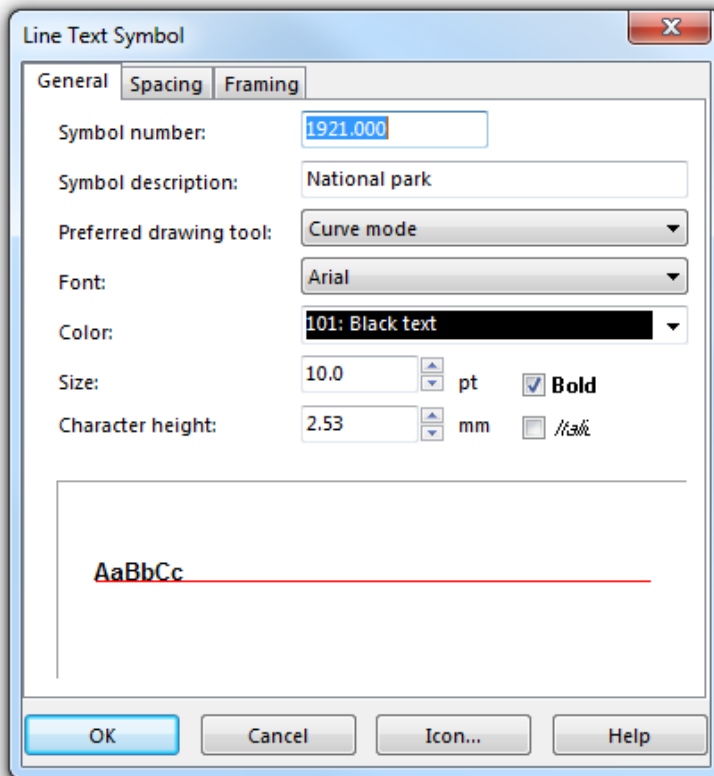 Line Text Symbol
General Spacing Framing
Symbol number: 1921.000
Symbol description: National park
Preferred drawing tool: Curve mode
Font: Arial
Color: 101: Black text
Size: 10.0 pt Bold
Character height: 2.53 mm Italic
AaBbCc
OK Cancel Icon... Help